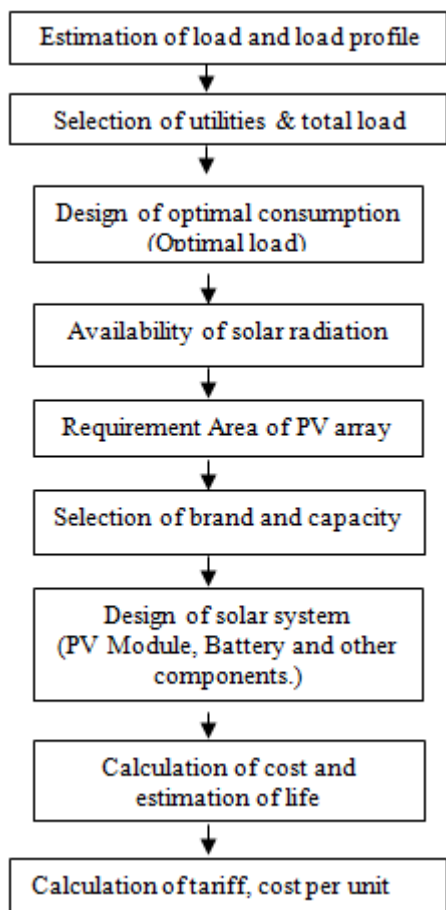 Estimation of load and load profile
Selection of utilities & total load
Design of optimal consumption
(Optimal load)
Availability of solar radiation
Requirement Area of PV array
Selection of brand and capacity
Design of solar system
(PV Module, Battery and other
components.)
Calculation of cost and
estimation of life
Calculation of tariff, cost per unit